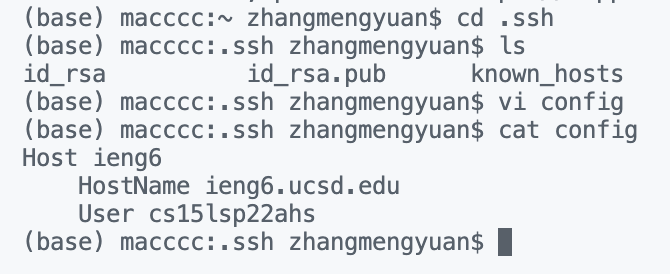 (base) macccc:~ zhangmengyuan$ cd .ssh
(base) macccc:.ssh zhangmengyuan$ ls
id_rsa          id_rsa.pub      known_hosts
(base) macccc:.ssh zhangmengyuan$ vi config
(base) macccc:.ssh zhangmengyuan$ cat config
Host ieng6
    HostName ieng6.ucsd.edu
    User cs15lsp22ahs
(base) macccc:.ssh zhangmengyuan$